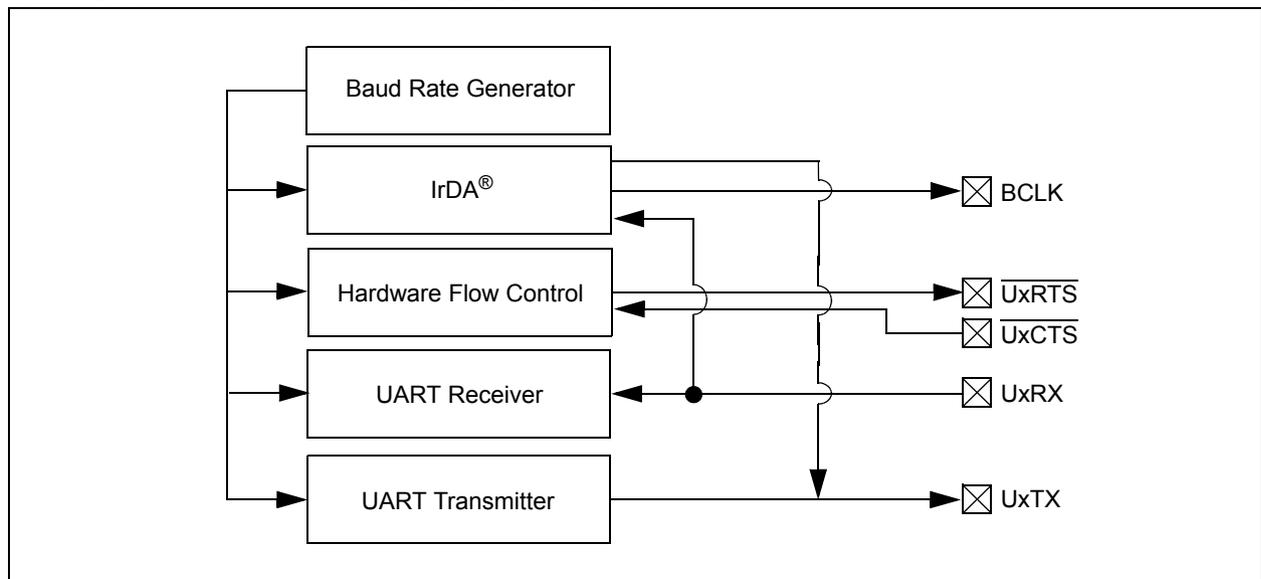 Baud Rate Generator
IrDA®
BCLK
Hardware Flow Control
UxRTS
UxCTS
UART Receiver
UxRX
UART Transmitter
UxTX